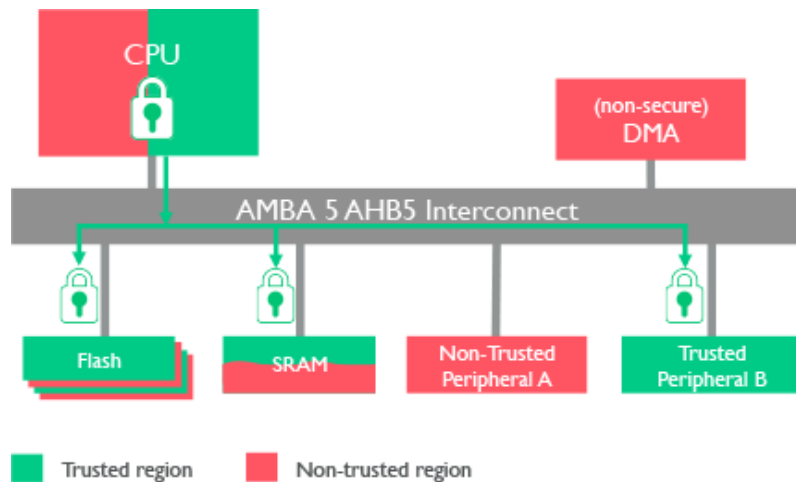 CPU
(non-secure)
DMA
AMBA 5 AHB5 Interconnect
Flash
SRAM
Non-Trusted
Peripheral A
Trusted
Peripheral B
Trusted region
Non-trusted region